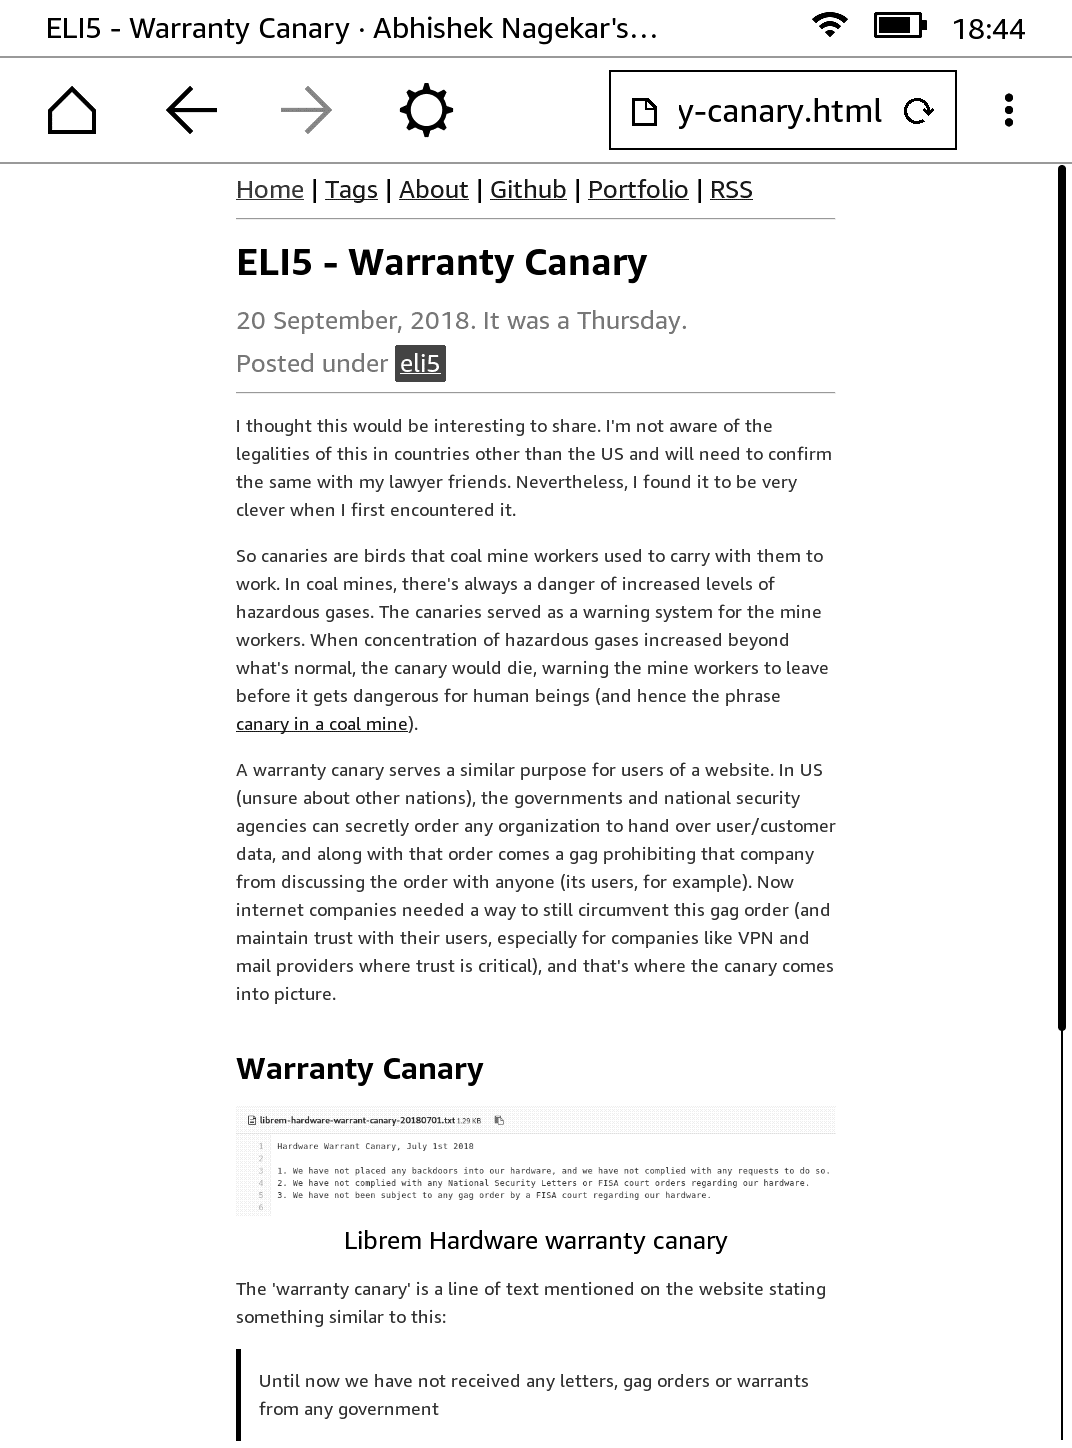 ELI5 - Warranty Canary · Abhishek Nagekar's...
18:44
y-canary.html
Home | Tags | About | Github | Portfolio | RSS
ELI5 - Warranty Canary
20 September, 2018. It was a Thursday.
Posted under eli5
I thought this would be interesting to share. I'm not aware of the
legalities of this in countries other than the US and will need to confirm
the same with my lawyer friends. Nevertheless, I found it to be very
clever when I first encountered it.
So canaries are birds that coal mine workers used to carry with them to
work. In coal mines, there's always a danger of increased levels of
hazardous gases. The canaries served as a warning system for the mine
workers. When concentration of hazardous gases increased beyond
what's normal, the canary would die, warning the mine workers to leave
before it gets dangerous for human beings (and hence the phrase
canary in a coal mine).
A warranty canary serves a similar purpose for users of a website. In US
(unsure about other nations), the governments and national security
agencies can secretly order any organization to hand over user/customer
data, and along with that order comes a gag prohibiting that company
from discussing the order with anyone (its users, for example). Now
internet companies needed a way to still circumvent this gag order (and
maintain trust with their users, especially for companies like VPN and
mail providers where trust is critical), and that's where the canary comes
into picture.
Warranty Canary
librem-hardware-warrant-canary-20180701.txt 1.29 KB
1 Hardware Warrant Canary, July 1st 2018
2
3 1. We have not placed any backdoors into our hardware, and we have not complied with any requests to do so.
4 2. We have not complied with any National Security Letters or FISA court orders regarding our hardware.
5 3. We have not been subject to any gag order by a FISA court regarding our hardware.
6
Librem Hardware warranty canary
The 'warranty canary' is a line of text mentioned on the website stating
something similar to this:
Until now we have not received any letters, gag orders or warrants
from any government